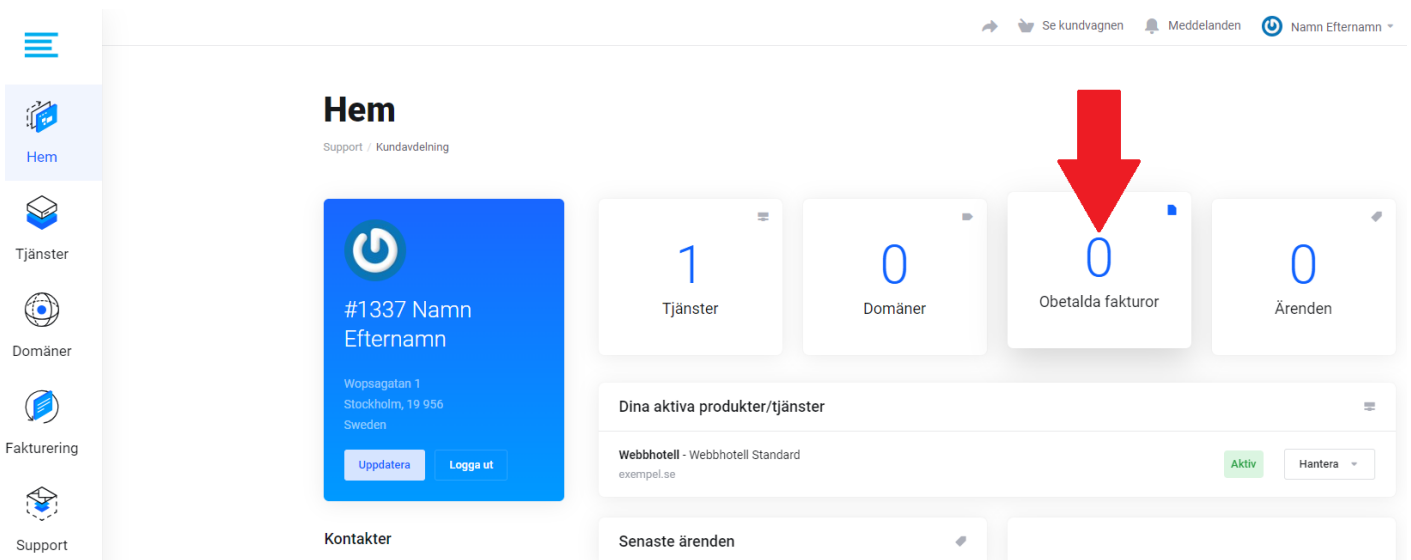 Se kundvagnen
Meddelanden
Namn Efternamn
Hem
Tjänster
Domäner
Fakturering
Support
Hem
Support / Kundavdelning
#1337 Namn
Efternamn
Wopsagatan 1
Stockholm, 19 956
Sweden
Uppdatera
Logga ut
Kontakter
1
Tjänster
0
Domäner
0
Obetalda fakturor
0
Ärenden
Dina aktiva produkter/tjänster
Webbhotell - Webbhotell Standard
exempel.se
Aktiv
Hantera
Senaste ärenden